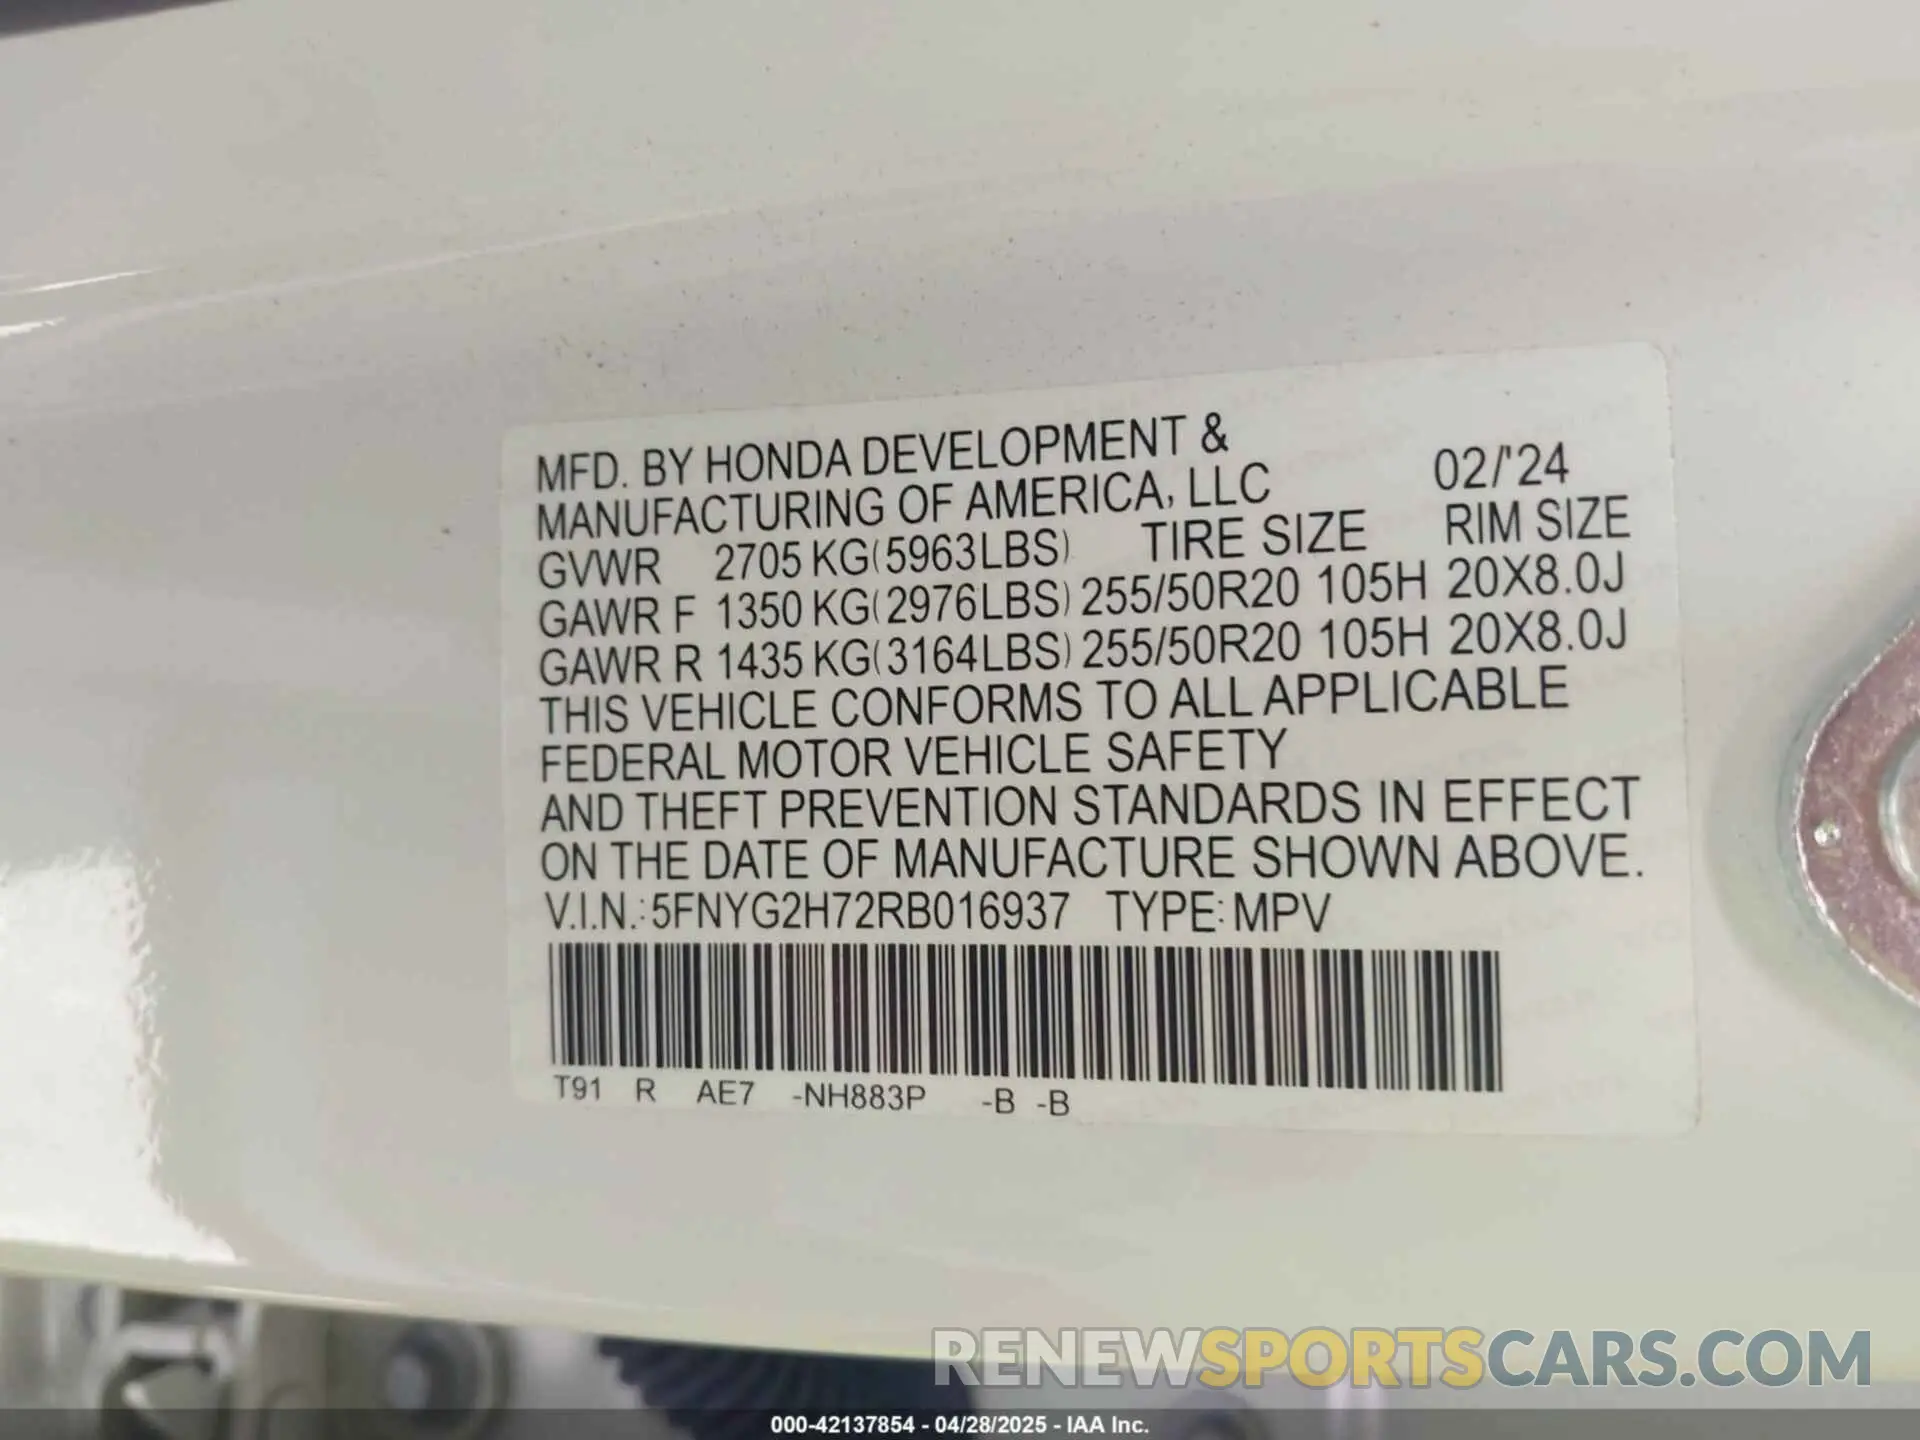 MFD. BY HONDA DEVELOPMENT &
MANUFACTURING OF AMERICA, LLC 02/'24
GVWR 2705 KG(5963LBS) TIRE SIZE RIM SIZE
GAWR F 1350 KG(2976LBS) 255/50R20 105H 20X8.0J
GAWR R 1435 KG(3164LBS) 255/50R20 105H 20X8.0J
THIS VEHICLE CONFORMS TO ALL APPLICABLE
FEDERAL MOTOR VEHICLE SAFETY
AND THEFT PREVENTION STANDARDS IN EFFECT
ON THE DATE OF MANUFACTURE SHOWN ABOVE.
V.I.N.:5FNYG2H72RB016937 TYPE:MPV
T91 R AE7 -NH883P -B -B
RENEWSPORTSCARS.COM
000-42137854 - 04/28/2025 - IAA Inc.